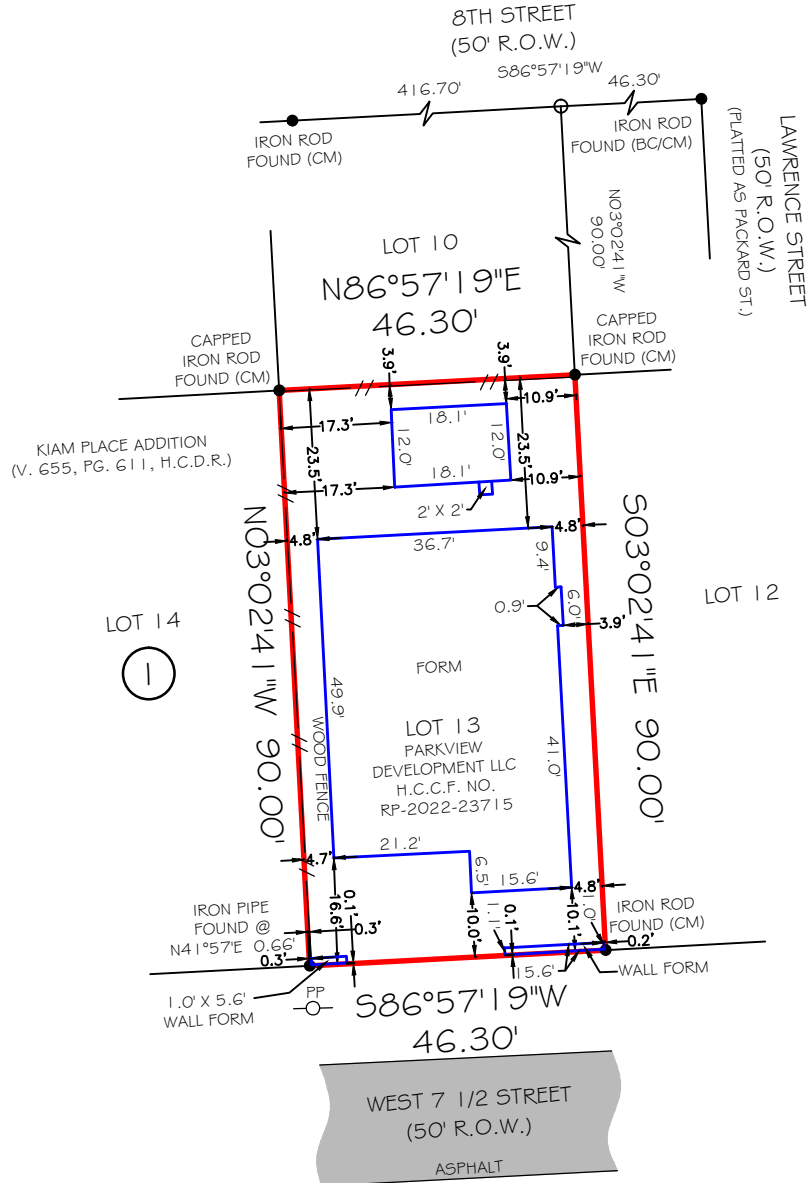 8TH STREET
(50' R.O.W.)
S86°57'19"W
416.70'
46.30'
IRON ROD
FOUND (CM)
IRON ROD
FOUND (BC/CM)
LAWRENCE STREET
(50' R.O.W.)
(PLATTED AS PACKARD ST.)
N03°02'41"W
90.00'
LOT 10
N86°57'19"E
46.30'
CAPPED
IRON ROD
FOUND (CM)
CAPPED
IRON ROD
FOUND (CM)
3.9'
3.9'
10.9'
18.1'
17.3'
12.0'
12.0'
23.5'
23.5'
KIAM PLACE ADDITION
(V. 655, PG. 611, H.C.D.R.)
18.1'
17.3'
10.9'
2' X 2'
4.8'
36.7'
4.8'
9.4'
N03°02'41"W 90.00'
S03°02'41"E 90.00'
6.0'
0.9'
3.9'
LOT 12
LOT 14
1
FORM
49.9'
WOOD FENCE
LOT 13
PARKVIEW
DEVELOPMENT LLC
H.C.C.F. NO.
RP-2022-23715
41.0'
21.2'
4.7'
6.5'
15.6'
4.8'
16.6'
0.1'
10.0'
1.1'
0.1'
10.1'
1.0'
IRON PIPE
FOUND @
N41°57'E 0.66'
0.3'
0.3'
IRON ROD
FOUND (CM)
0.2'
15.6'
WALL FORM
1.0' X 5.6'
WALL FORM
PP
S86°57'19"W
46.30'
WEST 7 1/2 STREET
(50' R.O.W.)
ASPHALT